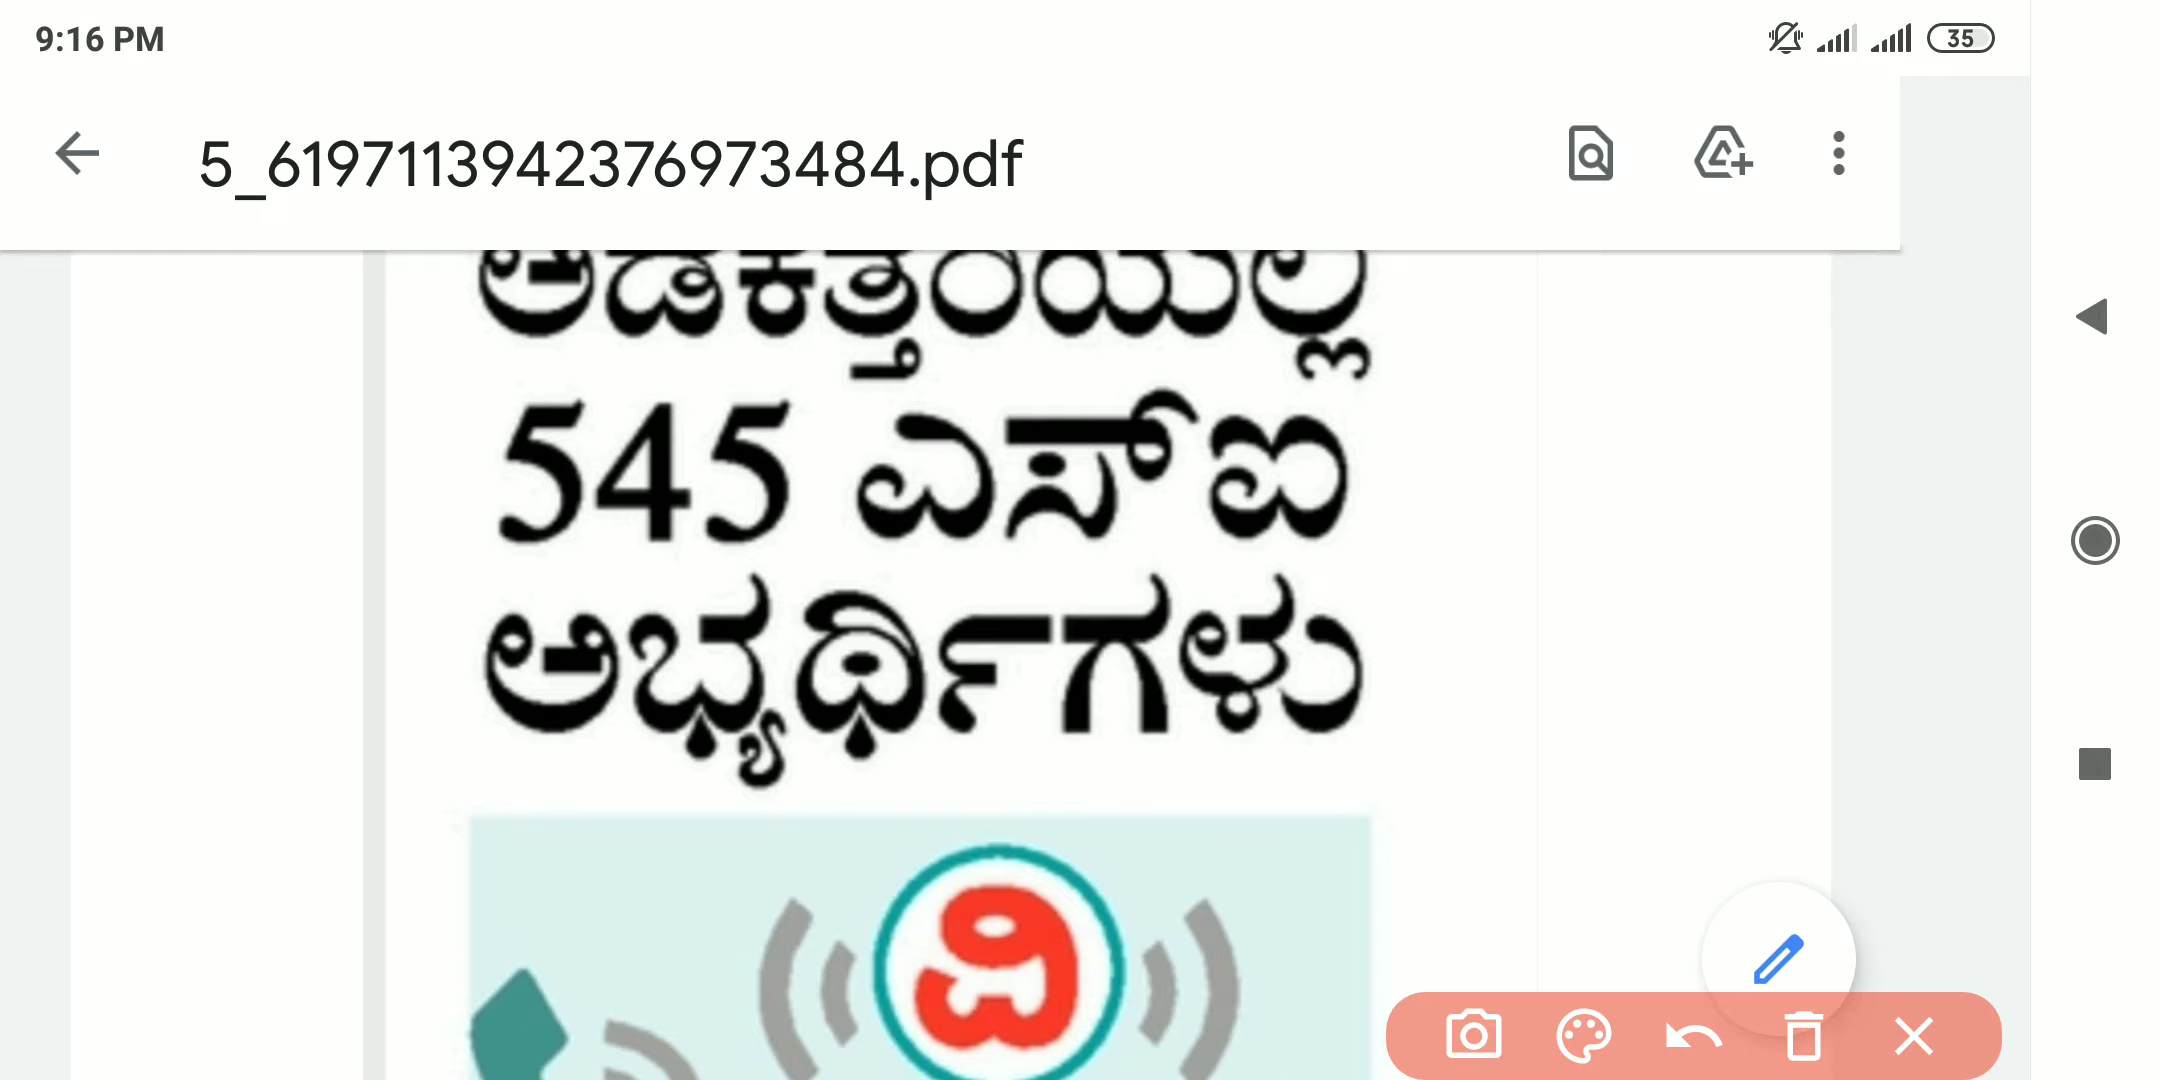 9:16 PM
35
5_6197113942376973484.pdf
ಅಡಕತ್ತರಿಯಲ್ಲಿ
545 ಎಸ್‌ಐ
ಅಭ್ಯರ್ಥಿಗಳು
ವಿ